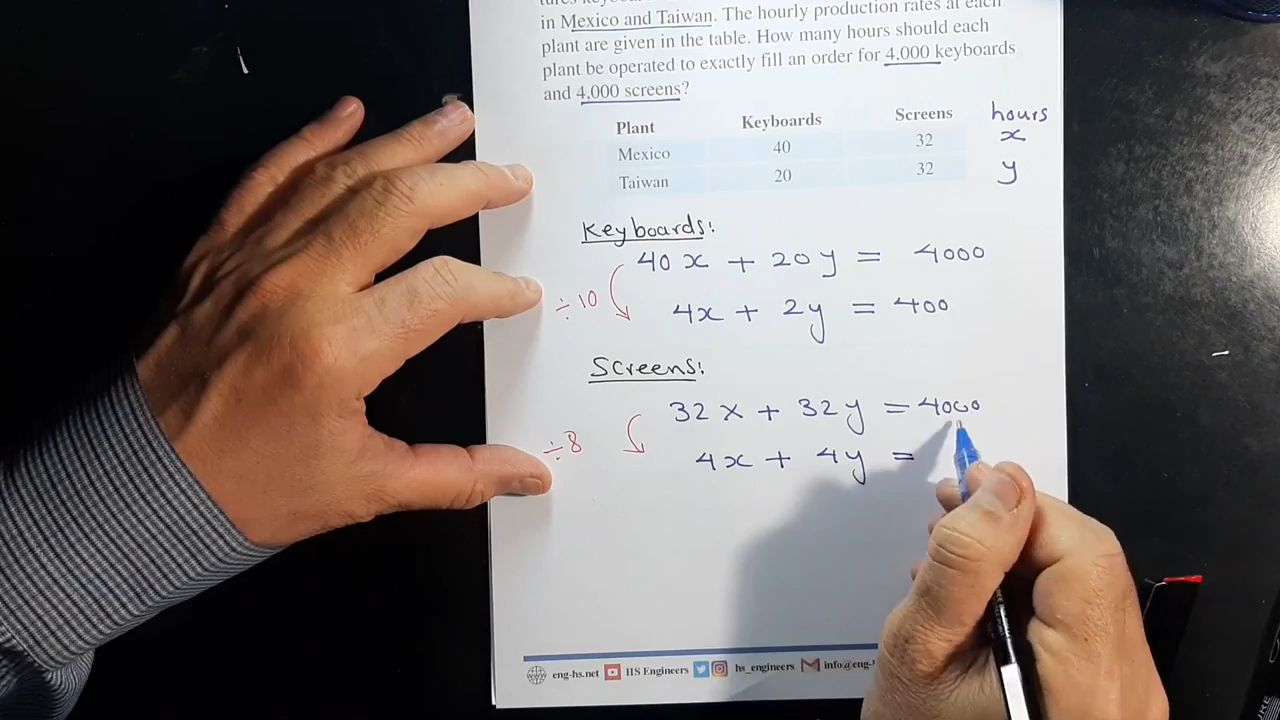 in Mexico and Taiwan. The hourly production rates at each
plant are given in the table. How many hours should each
plant be operated to exactly fill an order for 4,000 keyboards
and 4,000 screens?
Plant Keyboards Screens hours
Mexico 40 32 x
Taiwan 20 32 y
Keyboards:
40x + 20y = 4000
÷10
4x + 2y = 400
Screens:
32x + 32y = 4000
÷8
4x + 4y =
www eng-hs.net HS Engineers hs_engineers